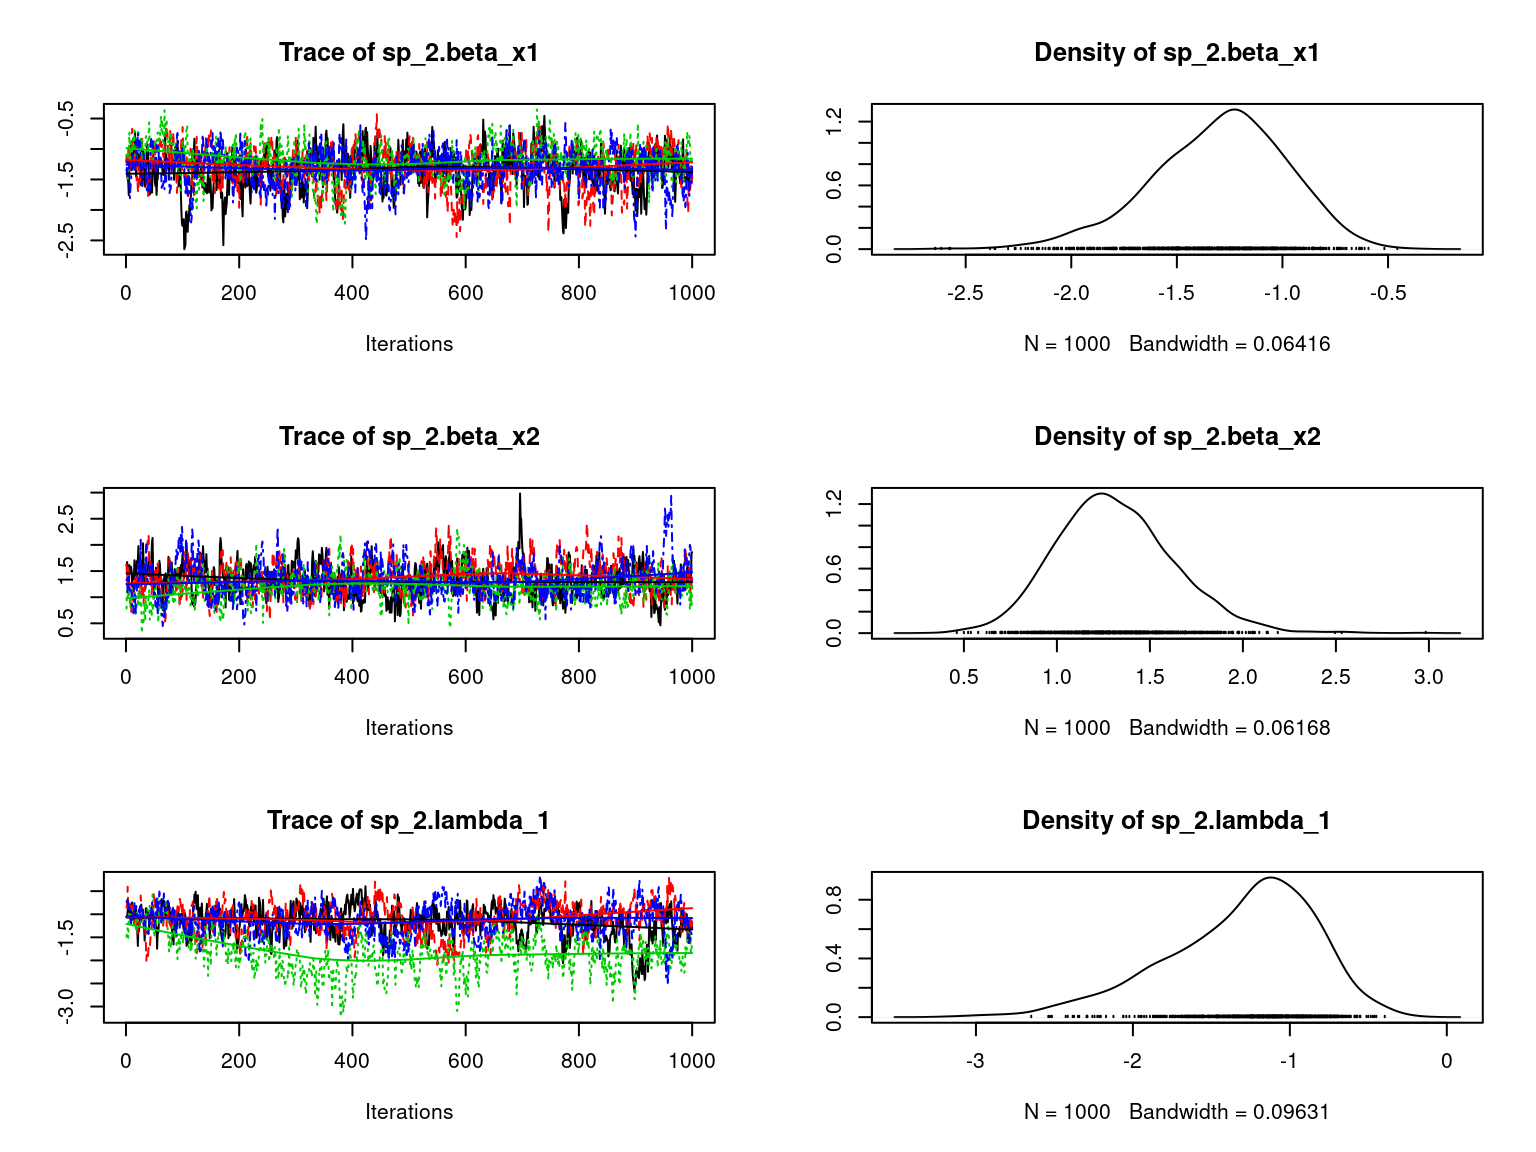 Trace of sp_2.beta_x1
-0.5
-1.5
-2.5
0 200 400 600 800 1000
Iterations
Density of sp_2.beta_x1
1.2
0.6
0.0
-2.5 -2.0 -1.5 -1.0 -0.5
N = 1000 Bandwidth = 0.06416
Trace of sp_2.beta_x2
2.5
1.5
0.5
0 200 400 600 800 1000
Iterations
Density of sp_2.beta_x2
1.2
0.6
0.0
0.5 1.0 1.5 2.0 2.5 3.0
N = 1000 Bandwidth = 0.06168
Trace of sp_2.lambda_1
-1.5
-3.0
0 200 400 600 800 1000
Iterations
Density of sp_2.lambda_1
0.8
0.4
0.0
-3 -2 -1 0
N = 1000 Bandwidth = 0.09631